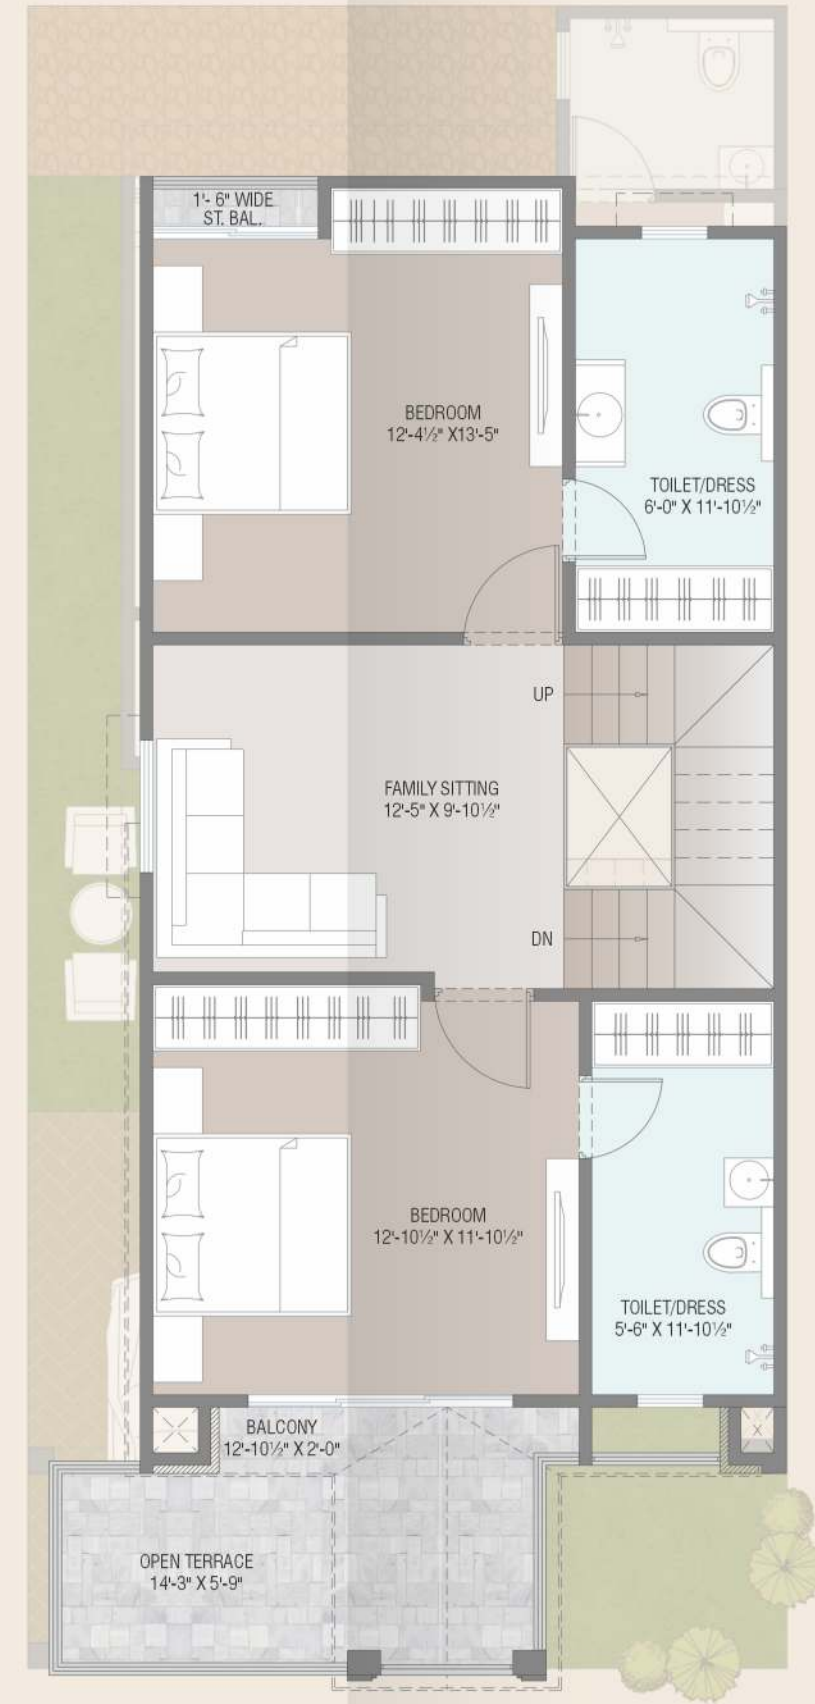 1'- 6" WIDE
ST. BAL.
BEDROOM
12'-4½" X13'-5"
TOILET/DRESS
6'-0" X 11'-10½"
UP
FAMILY SITTING
12'-5" X 9'-10½"
DN
BEDROOM
12'-10½" X 11'-10½"
TOILET/DRESS
5'-6" X 11'-10½"
BALCONY
12'-10½" X 2'-0"
OPEN TERRACE
14'-3" X 5'-9"